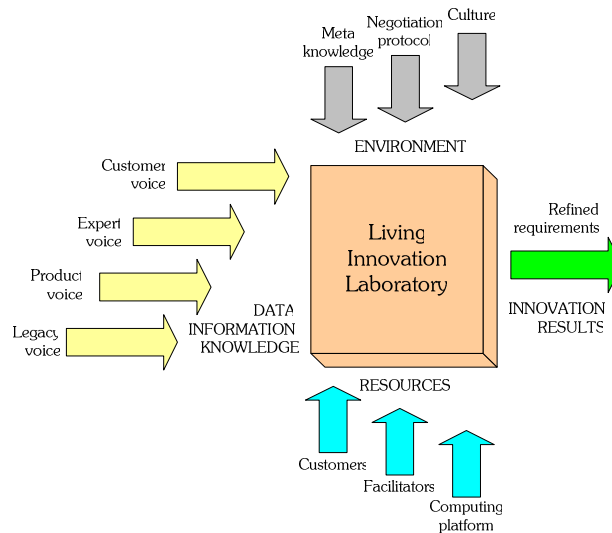 Meta
knowledge
Negotiation
protocol
Culture
ENVIRONMENT
Customer
voice
Expert
voice
Product
voice
Legacy
voice
DATA
INFORMATION
KNOWLEDGE
Living
Innovation
Laboratory
Refined
requirements
INNOVATION
RESULTS
RESOURCES
Customers
Facilitators
Computing
platform